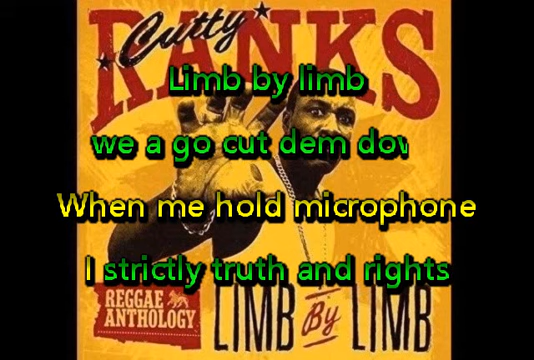 Cutty
RANKS
Limb by limb
we a go cut dem dow
When me hold microphone
I strictly truth and rights
REGGAE
ANTHOLOGY
LIMB By LIMB